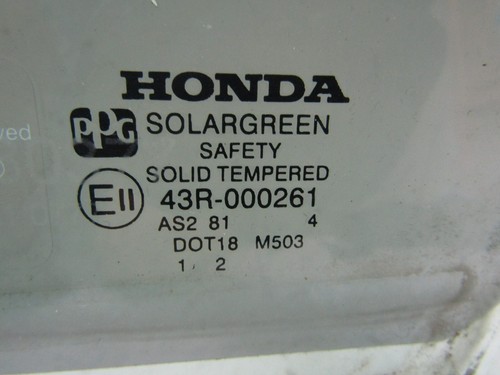 HONDA
PPG SOLARGREEN
SAFETY
SOLID TEMPERED
E11 43R-000261
AS2 81 4
DOT18 M503
1 2